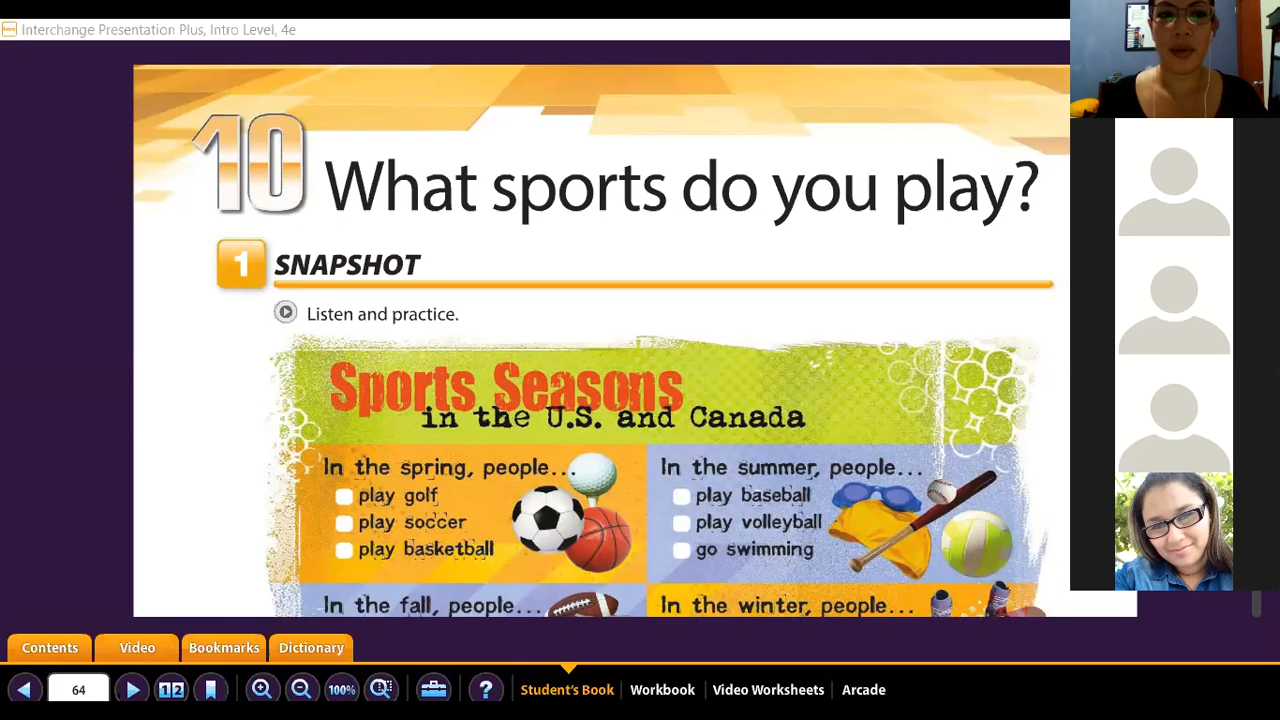 Interchange Presentation Plus, Intro Level, 4e
10 What sports do you play?
1 SNAPSHOT
Listen and practice.
Sports Seasons
in the U.S. and Canada
In the spring, people...
play golf
play soccer
play basketball
In the summer, people...
play baseball
play volleyball
go swimming
In the fall, people...
In the winter, people...
Contents Video Bookmarks Dictionary
64 12 100% ? Student's Book Workbook Video Worksheets Arcade